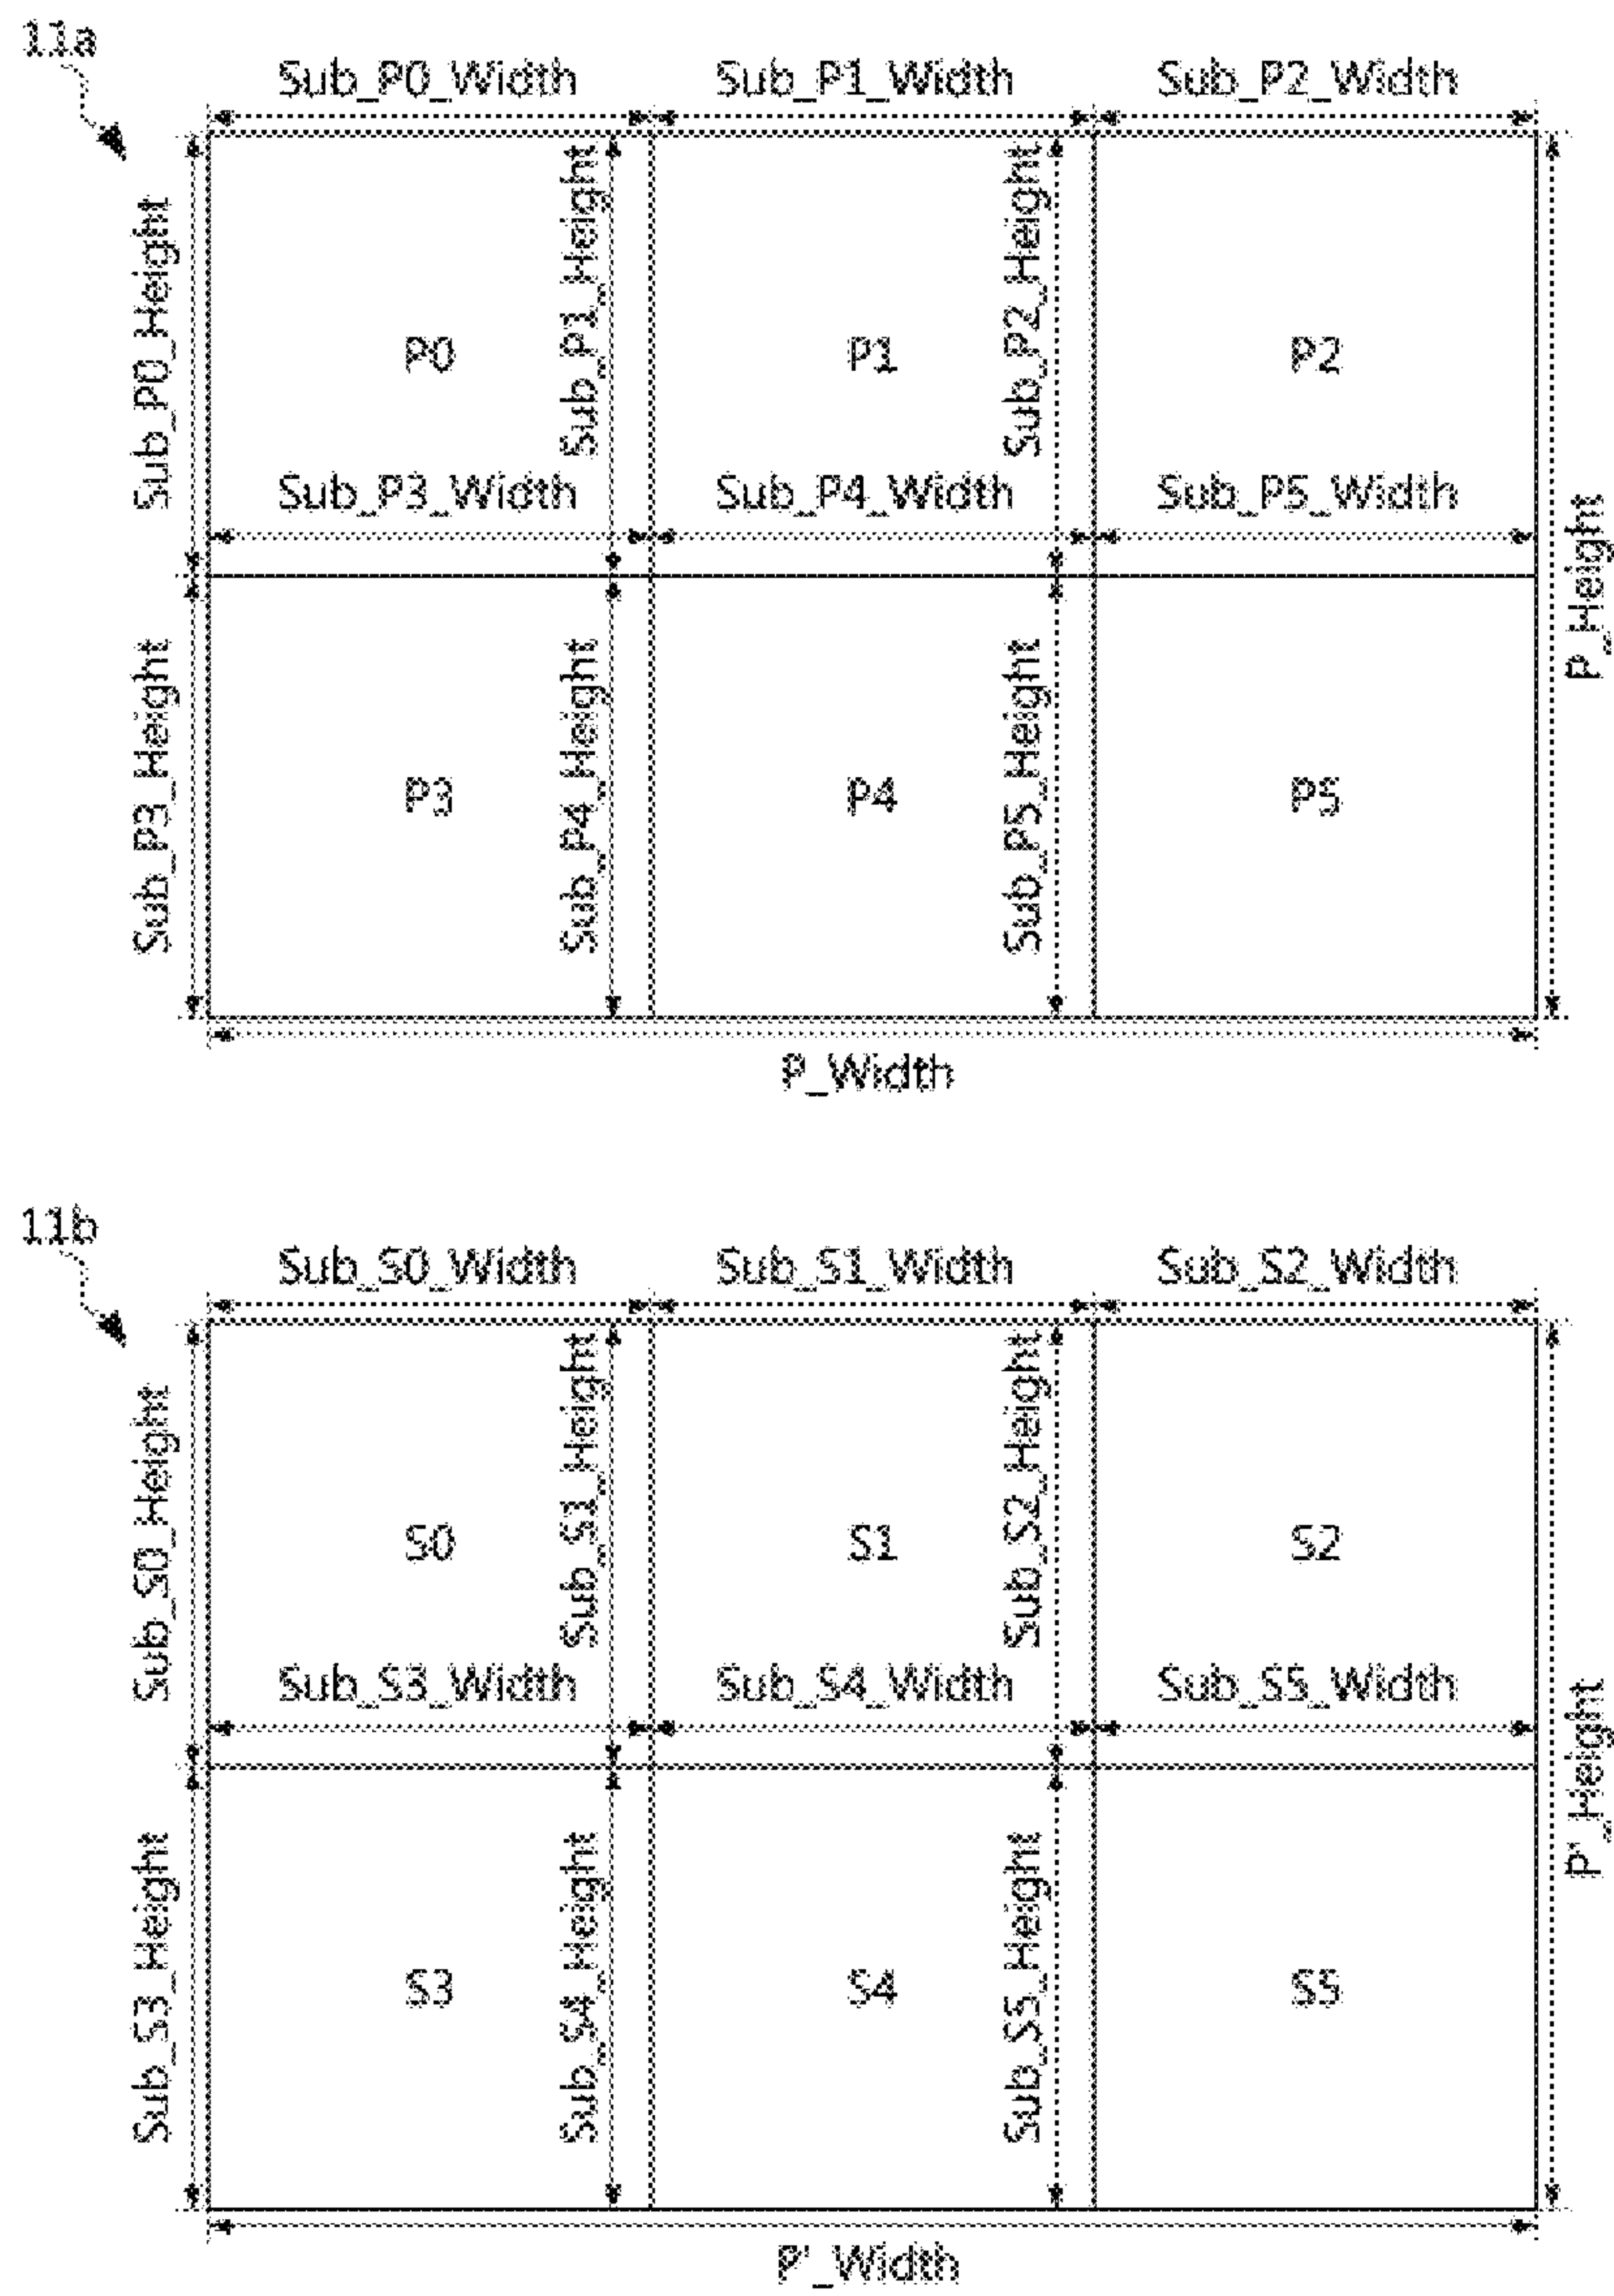 11a
Sub_P0_Width Sub_P1_Width Sub_P2_Width
Sub_P0_Height
Sub_P1_Height
Sub_P2_Height
P0 P1 P2
Sub_P3_Width Sub_P4_Width Sub_P5_Width
P_Height
Sub_P3_Height
Sub_P4_Height
Sub_P5_Height
P3 P4 P5
P_Width
11b
Sub_S0_Width Sub_S1_Width Sub_S2_Width
Sub_S0_Height
Sub_S1_Height
Sub_S2_Height
S0 S1 S2
Sub_S3_Width Sub_S4_Width Sub_S5_Width
P'_Height
Sub_S3_Height
Sub_S4_Height
Sub_S5_Height
S3 S4 S5
P'_Width